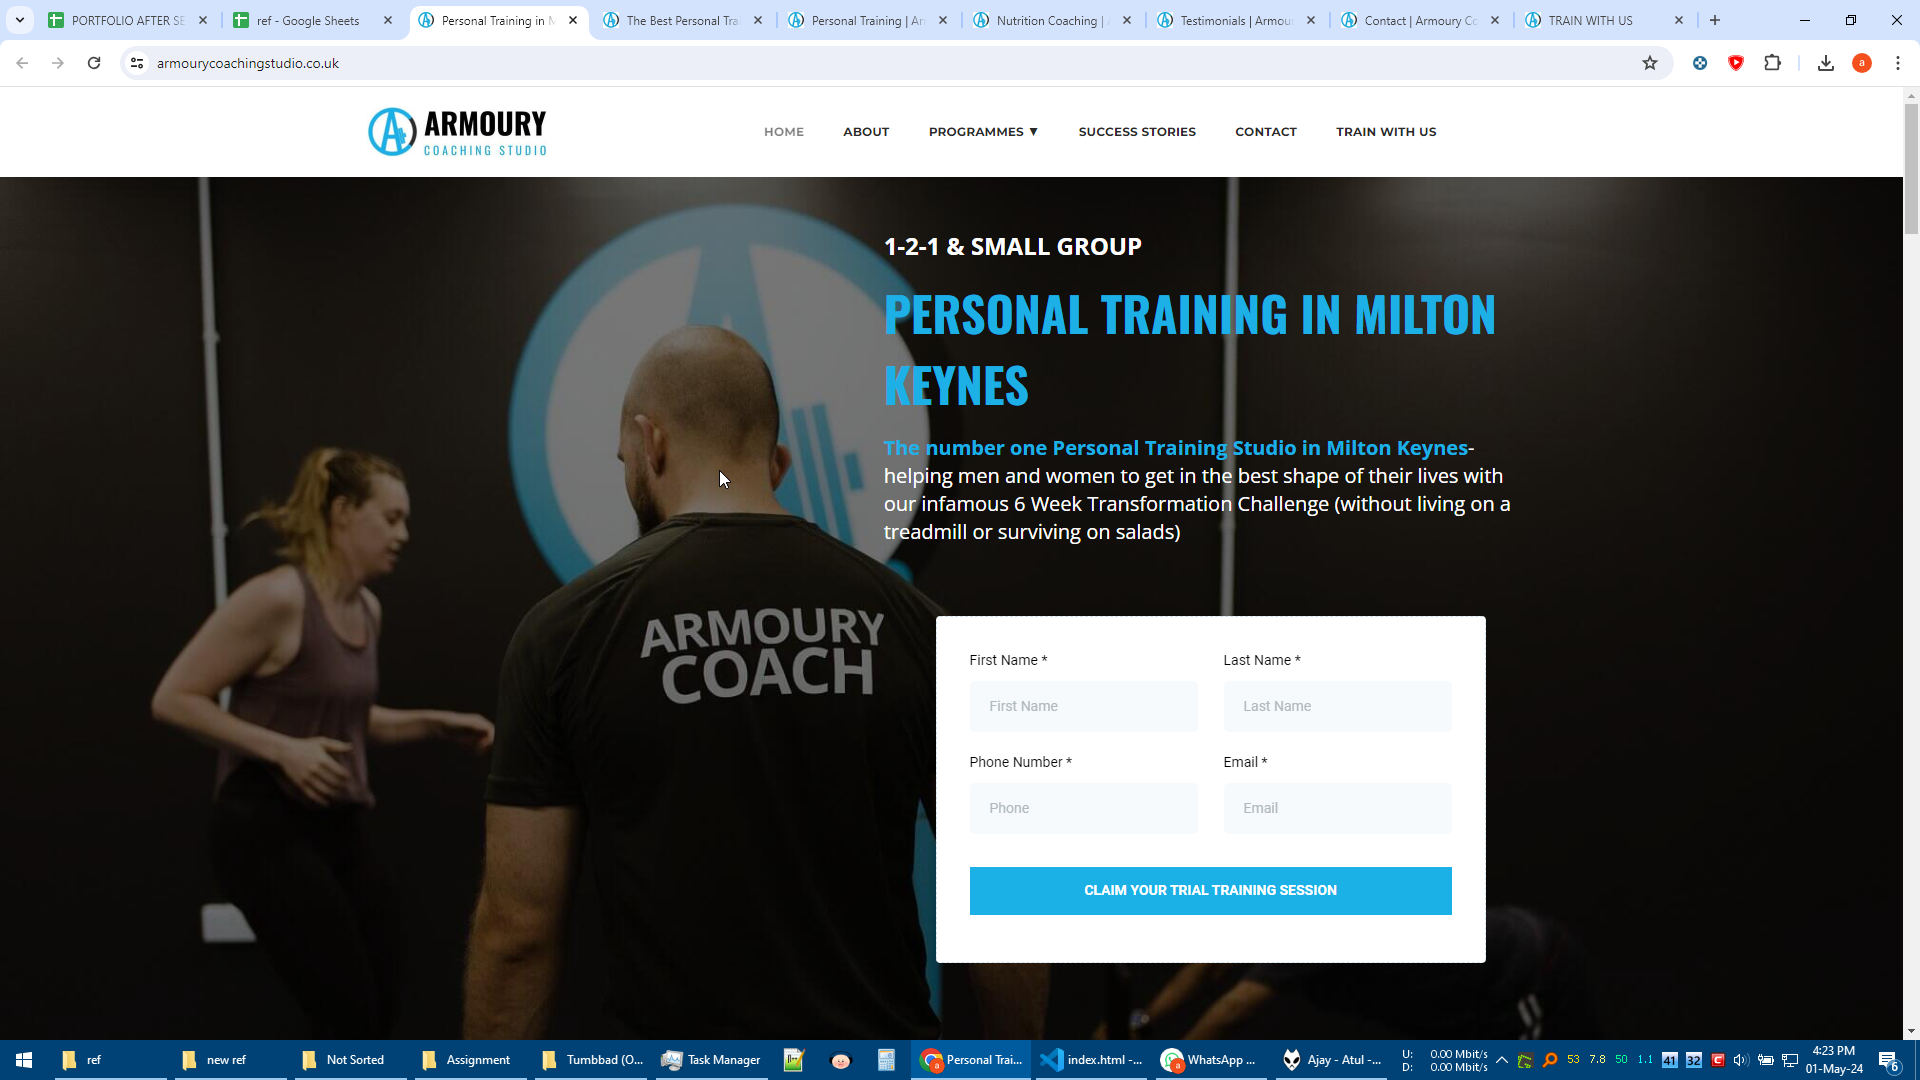 PORTFOLIO AFTER SE
ref - Google Sheets
Personal Training in M
The Best Personal Tra
Personal Training | Ar
Nutrition Coaching |
Testimonials | Armou
Contact | Armoury Co
TRAIN WITH US
armourycoachingstudio.co.uk
a
ARMOURY
COACHING STUDIO
HOME
ABOUT
PROGRAMMES ▼
SUCCESS STORIES
CONTACT
TRAIN WITH US
1-2-1 & SMALL GROUP
PERSONAL TRAINING IN MILTON
KEYNES
The number one Personal Training Studio in Milton Keynes-
helping men and women to get in the best shape of their lives with
our infamous 6 Week Transformation Challenge (without living on a
treadmill or surviving on salads)
ARMOURY
COACH
First Name *
Last Name *
First Name
Last Name
Phone Number *
Email *
Phone
Email
CLAIM YOUR TRIAL TRAINING SESSION
ref
new ref
Not Sorted
Assignment
Tumbbad (O...
Task Manager
Personal Trai...
index.html -...
WhatsApp ...
Ajay - Atul -...
U: 0.00 Mbit/s
D: 0.00 Mbit/s
53 7.8 50 1.1 41 32
4:23 PM
01-May-24
6